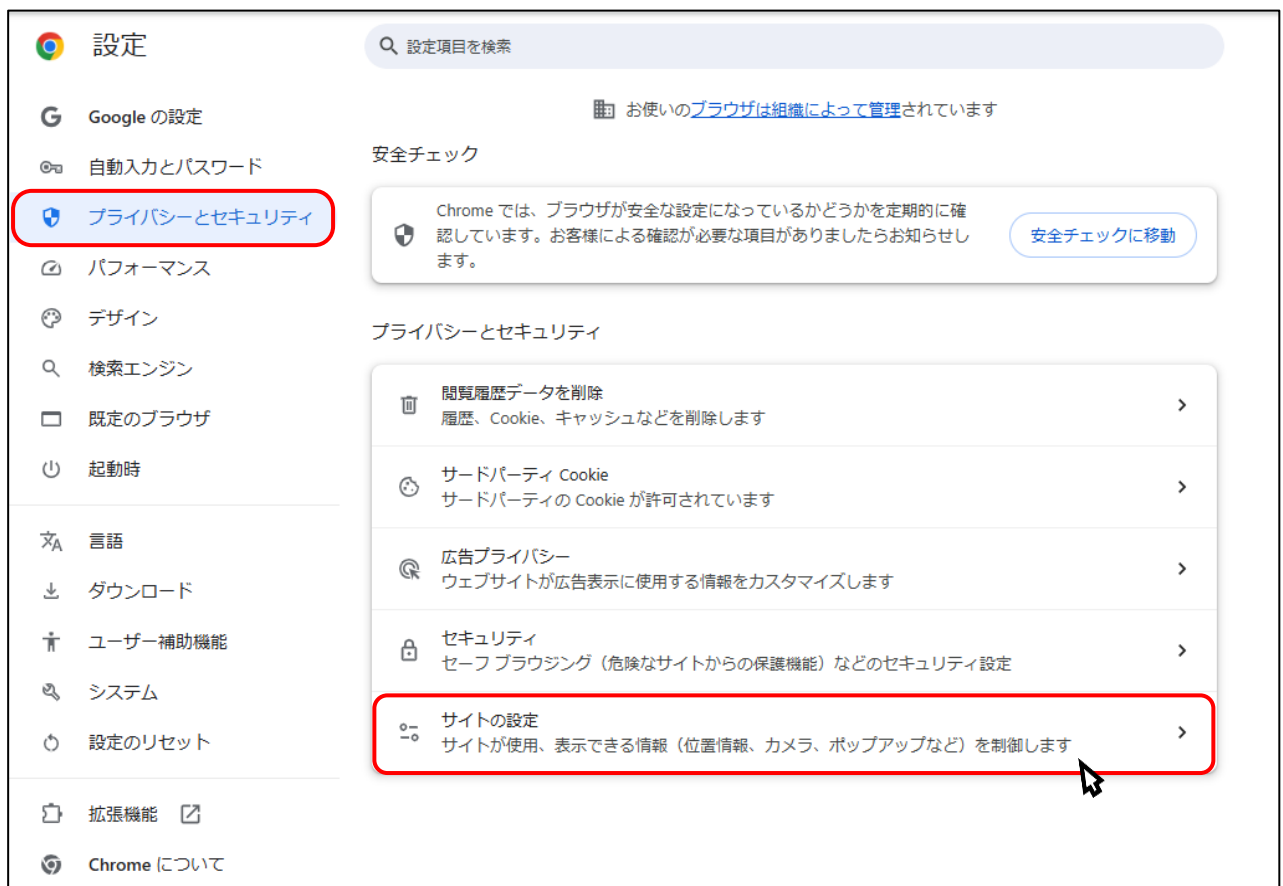 設定
設定項目を検索
Google の設定
自動入力とパスワード
プライバシーとセキュリティ
パフォーマンス
デザイン
検索エンジン
既定のブラウザ
起動時
言語
ダウンロード
ユーザー補助機能
システム
設定のリセット
拡張機能
Chrome について
お使いのブラウザは組織によって管理されています
安全チェック
Chrome では、ブラウザが安全な設定になっているかどうかを定期的に確
認しています。お客様による確認が必要な項目がありましたらお知らせし
ます。
安全チェックに移動
プライバシーとセキュリティ
閲覧履歴データを削除
履歴、Cookie、キャッシュなどを削除します
サードパーティ Cookie
サードパーティの Cookie が許可されています
広告プライバシー
ウェブサイトが広告表示に使用する情報をカスタマイズします
セキュリティ
セーフ ブラウジング（危険なサイトからの保護機能）などのセキュリティ設定
サイトの設定
サイトが使用、表示できる情報（位置情報、カメラ、ポップアップなど）を制御します